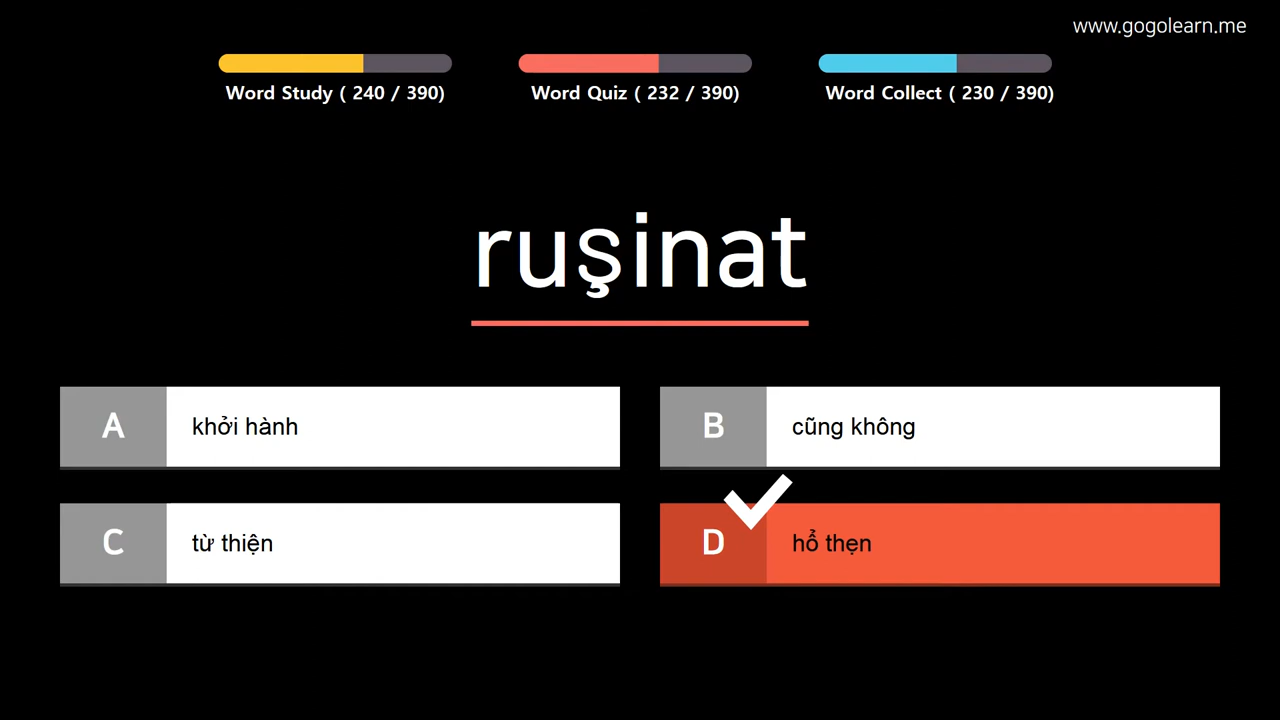 www.gogolearn.me
Word Study ( 240 / 390)
Word Quiz ( 232 / 390)
Word Collect ( 230 / 390)
ruşinat
A khởi hành
B cũng không
C từ thiện
D hổ thẹn